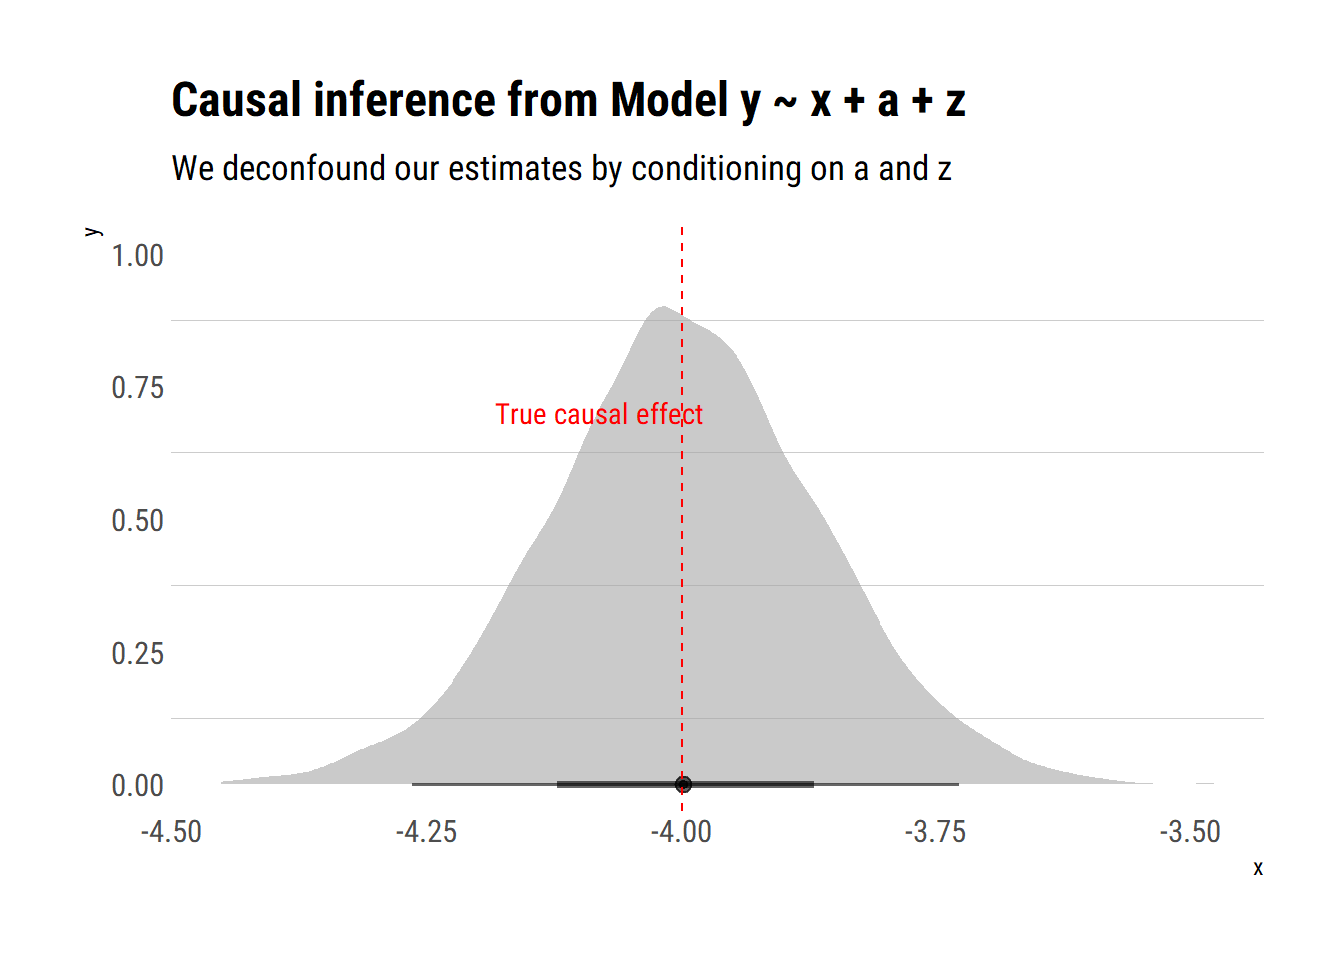 Causal inference from Model y ~ x + a + z
We deconfound our estimates by conditioning on a and z
y
1.00
0.75
True causal effect
0.50
0.25
0.00
-4.50 -4.25 -4.00 -3.75 -3.50
x